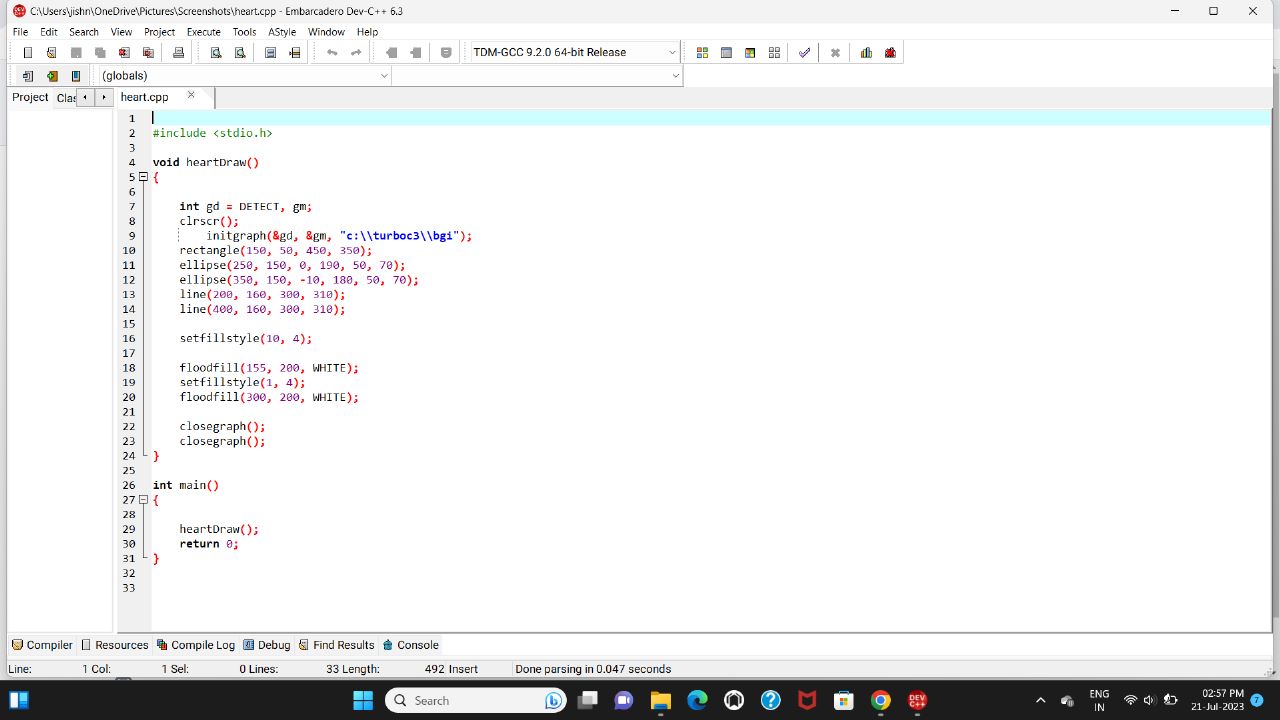 C:\Users\jishn\OneDrive\Pictures\Screenshots\heart.cpp - Embarcadero Dev-C++ 6.3
File Edit Search View Project Execute Tools AStyle Window Help
TDM-GCC 9.2.0 64-bit Release
(globals)
Project Clas heart.cpp
1
2 #include <stdio.h>
3
4 void heartDraw()
5 {
6
7 int gd = DETECT, gm;
8 clrscr();
9 initgraph(&gd, &gm, "c:\\turboc3\\bgi");
10 rectangle(150, 50, 450, 350);
11 ellipse(250, 150, 0, 190, 50, 70);
12 ellipse(350, 150, -10, 180, 50, 70);
13 line(200, 160, 300, 310);
14 line(400, 160, 300, 310);
15
16 setfillstyle(10, 4);
17
18 floodfill(155, 200, WHITE);
19 setfillstyle(1, 4);
20 floodfill(300, 200, WHITE);
21
22 closegraph();
23 closegraph();
24 }
25
26 int main()
27 {
28
29 heartDraw();
30 return 0;
31 }
32
33
Compiler Resources Compile Log Debug Find Results Console
Line: 1 Col: 1 Sel: 0 Lines: 33 Length: 492 Insert Done parsing in 0.047 seconds
Search
DEV C++
ENG
IN
02:57 PM
21-Jul-2023
7